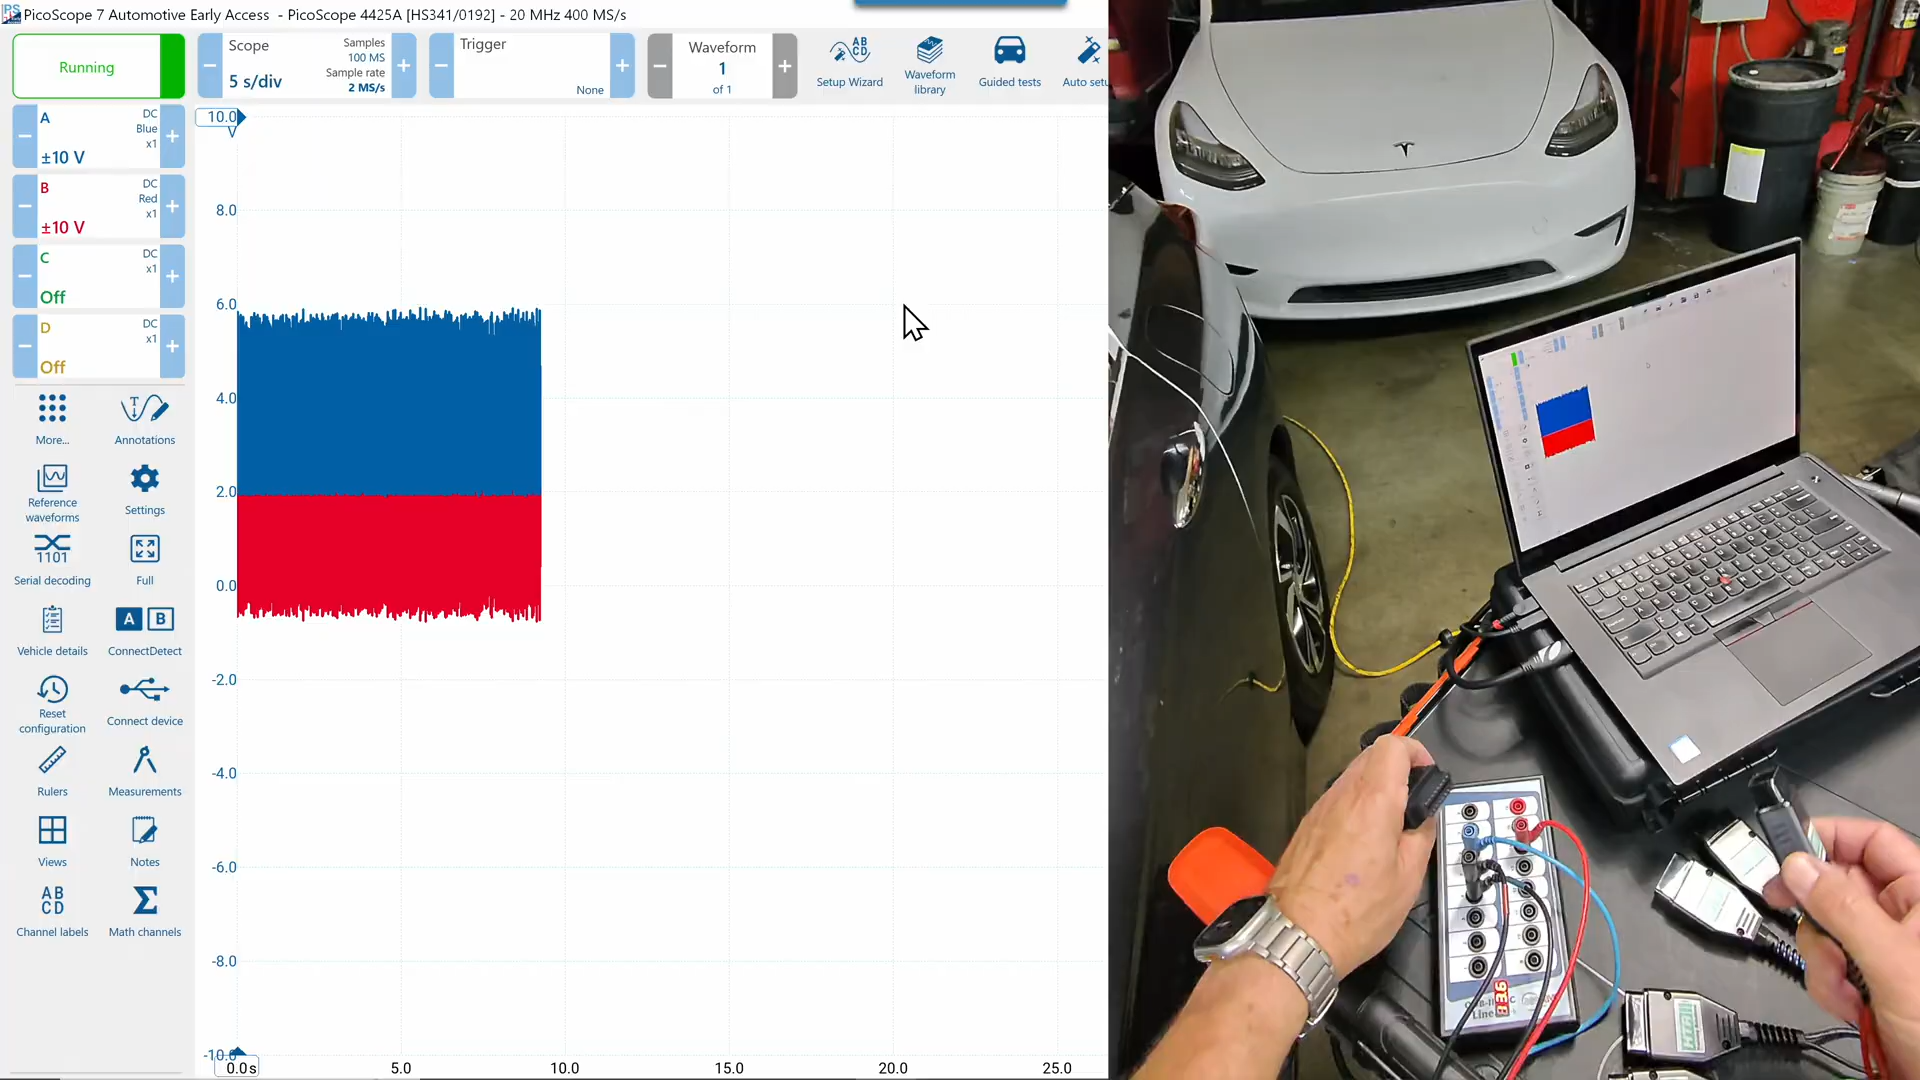 PicoScope 7 Automotive Early Access - PicoScope 4425A [HS341/0192] - 20 MHz 400 MS/s
Running
Scope
5 s/div
Samples
100 MS
Sample rate
2 MS/s
Trigger
None
Waveform
1
of 1
Setup Wizard
Waveform
library
Guided tests
Auto setu
A
DC
Blue
x1
±10 V
B
DC
Red
x1
±10 V
C
DC
x1
Off
D
DC
x1
Off
More...
Annotations
Reference
waveforms
Settings
1101
Serial decoding
Full
Vehicle details
A B
ConnectDetect
Reset
configuration
Connect device
Rulers
Measurements
Views
Notes
AB
CD
Channel labels
Math channels
10.0
V
8.0
6.0
4.0
2.0
0.0
-2.0
-4.0
-6.0
-8.0
-10.0
0.0s
5.0
10.0
15.0
20.0
25.0